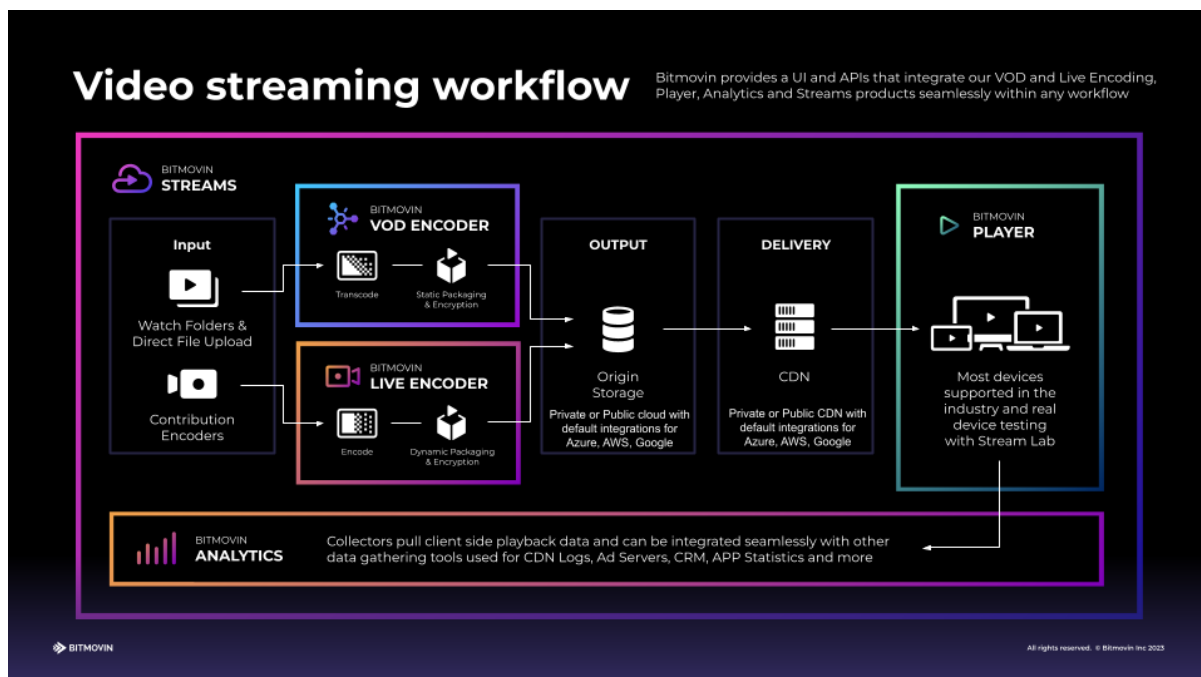 Video streaming workflow
Bitmovin provides a UI and APIs that integrate our VOD and Live Encoding,
Player, Analytics and Streams products seamlessly within any workflow
BITMOVIN
STREAMS
Input
Watch Folders &
Direct File Upload
Contribution
Encoders
BITMOVIN
VOD ENCODER
Transcode
Static Packaging
& Encryption
BITMOVIN
LIVE ENCODER
Encode
Dynamic Packaging
& Encryption
OUTPUT
Origin
Storage
Private or Public cloud with
default integrations for
Azure, AWS, Google
DELIVERY
CDN
Private or Public CDN with
default integrations for
Azure, AWS, Google
BITMOVIN
PLAYER
Most devices
supported in the
industry and real
device testing
with Stream Lab
BITMOVIN
ANALYTICS
Collectors pull client side playback data and can be integrated seamlessly with other
data gathering tools used for CDN Logs, Ad Servers, CRM, APP Statistics and more
BITMOVIN
All rights reserved. © Bitmovin Inc 2023